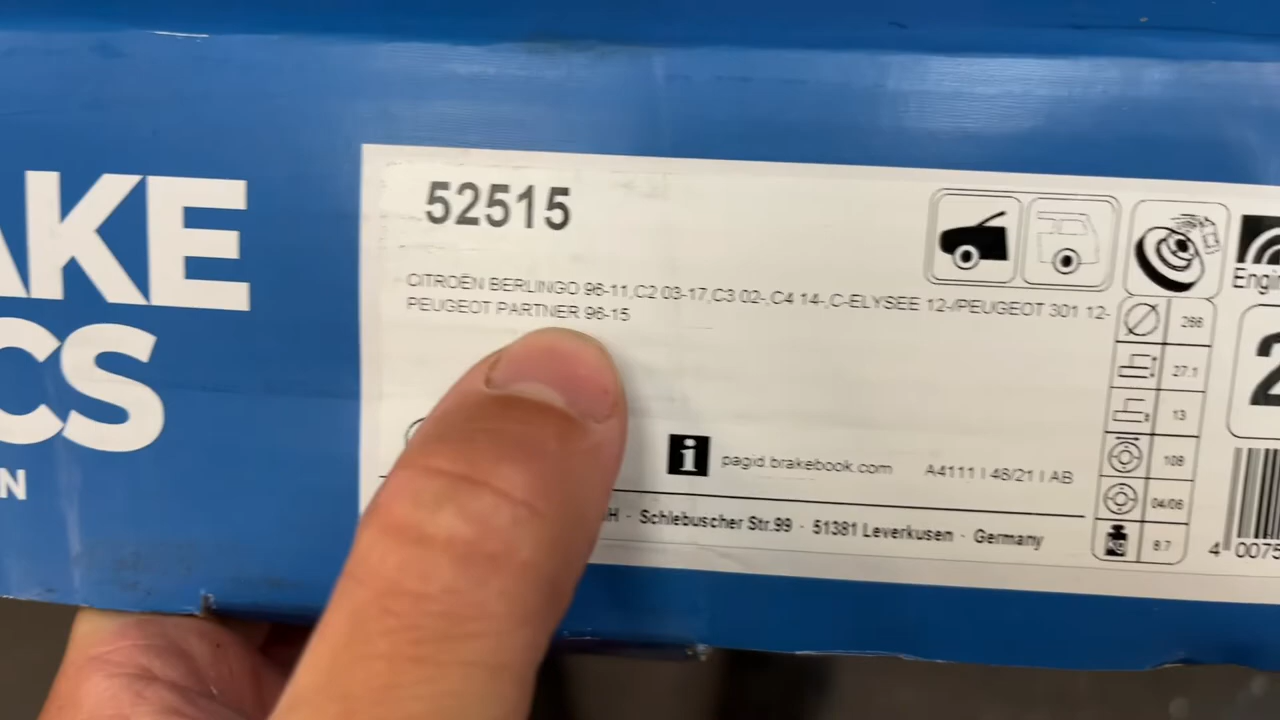 AKE
CS
N
52515
CITROËN BERLINGO 96-11,C2 03-17,C3 02-,C4 14-,C-ELYSEE 12-/PEUGEOT 301 12-
PEUGEOT PARTNER 96-15
266
27.1
13
108
04/06
8.7
KG
i pagid.brakebook.com A4111 I 46/21 I AB
H · Schlebuscher Str.99 · 51381 Leverkusen · Germany
Engi
2
4 0075